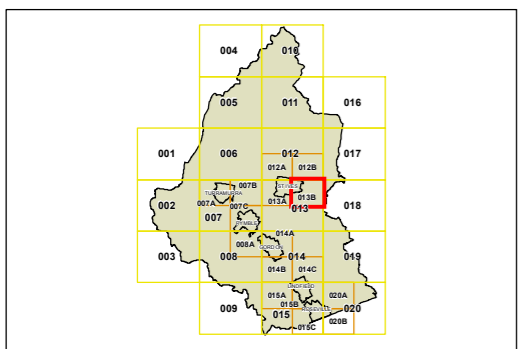 004 010
005 011 016
001 006 012 017
012A 012B
007B ST IVES
TURRAMURRA 013B
002 007A 007C 013A 013 018
007 PYMBLE
014A
008A GORDON
003 008 014 019
014B 014C
LINDFIELD
015A 020A
015B ROSEVILLE
009 015 020
015C 020B